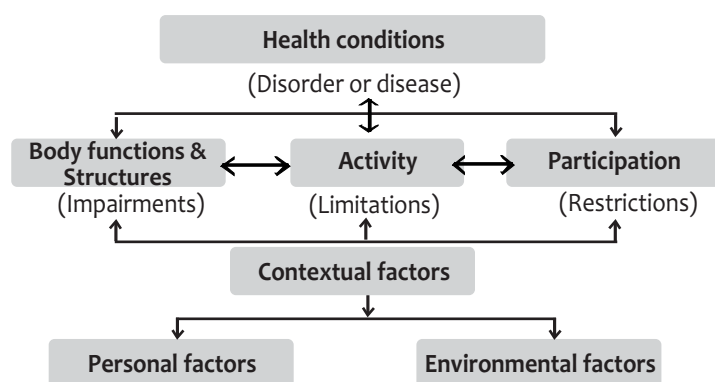 Health conditions
(Disorder or disease)
Body functions &
Structures
(Impairments)
Activity
(Limitations)
Participation
(Restrictions)
Contextual factors
Personal factors
Environmental factors